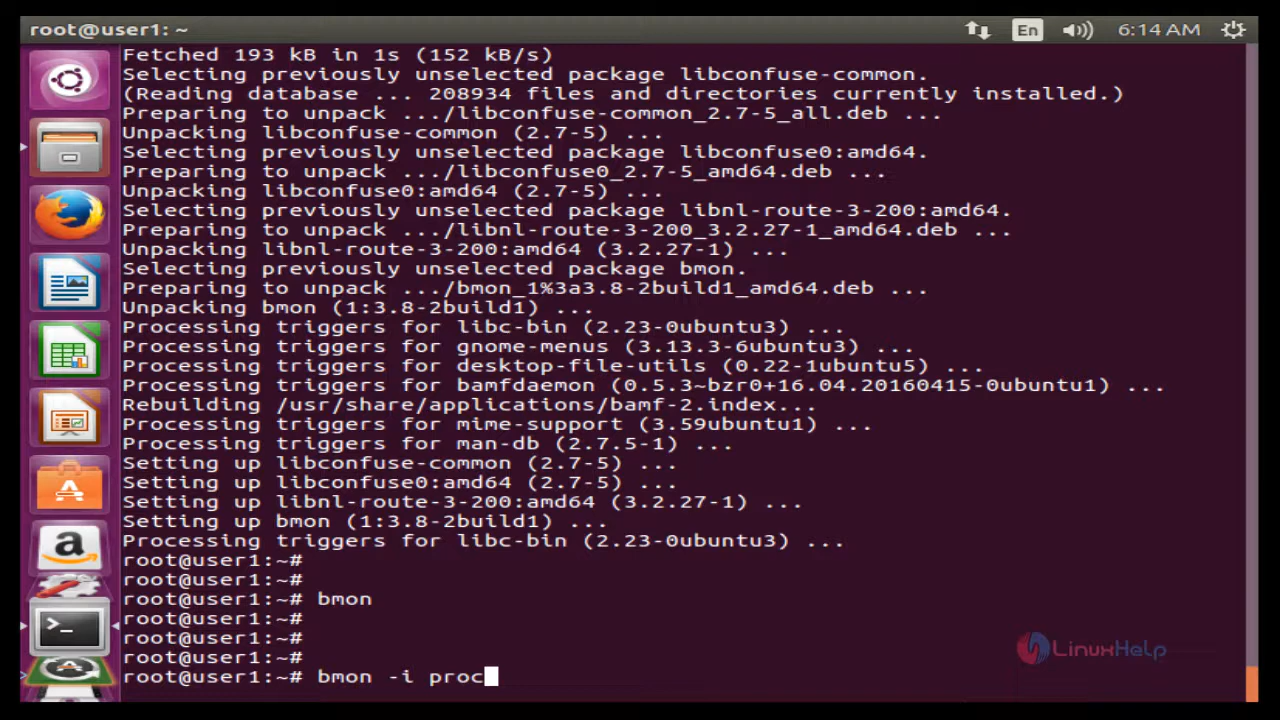 root@user1: ~
En
6:14 AM
Fetched 193 kB in 1s (152 kB/s)
Selecting previously unselected package libconfuse-common.
(Reading database ... 208934 files and directories currently installed.)
Preparing to unpack .../libconfuse-common_2.7-5_all.deb ...
Unpacking libconfuse-common (2.7-5) ...
Selecting previously unselected package libconfuse0:amd64.
Preparing to unpack .../libconfuse0_2.7-5_amd64.deb ...
Unpacking libconfuse0:amd64 (2.7-5) ...
Selecting previously unselected package libnl-route-3-200:amd64.
Preparing to unpack .../libnl-route-3-200_3.2.27-1_amd64.deb ...
Unpacking libnl-route-3-200:amd64 (3.2.27-1) ...
Selecting previously unselected package bmon.
Preparing to unpack .../bmon_1%3a3.8-2build1_amd64.deb ...
Unpacking bmon (1:3.8-2build1) ...
Processing triggers for libc-bin (2.23-0ubuntu3) ...
Processing triggers for gnome-menus (3.13.3-6ubuntu3) ...
Processing triggers for desktop-file-utils (0.22-1ubuntu5) ...
Processing triggers for bamfdaemon (0.5.3~bzr0+16.04.20160415-0ubuntu1) ...
Rebuilding /usr/share/applications/bamf-2.index...
Processing triggers for mime-support (3.59ubuntu1) ...
Processing triggers for man-db (2.7.5-1) ...
Setting up libconfuse-common (2.7-5) ...
Setting up libconfuse0:amd64 (2.7-5) ...
Setting up libnl-route-3-200:amd64 (3.2.27-1) ...
Setting up bmon (1:3.8-2build1) ...
Processing triggers for libc-bin (2.23-0ubuntu3) ...
root@user1:~#
root@user1:~#
root@user1:~# bmon
root@user1:~#
root@user1:~#
root@user1:~#
root@user1:~# bmon -i proc
LinuxHelp